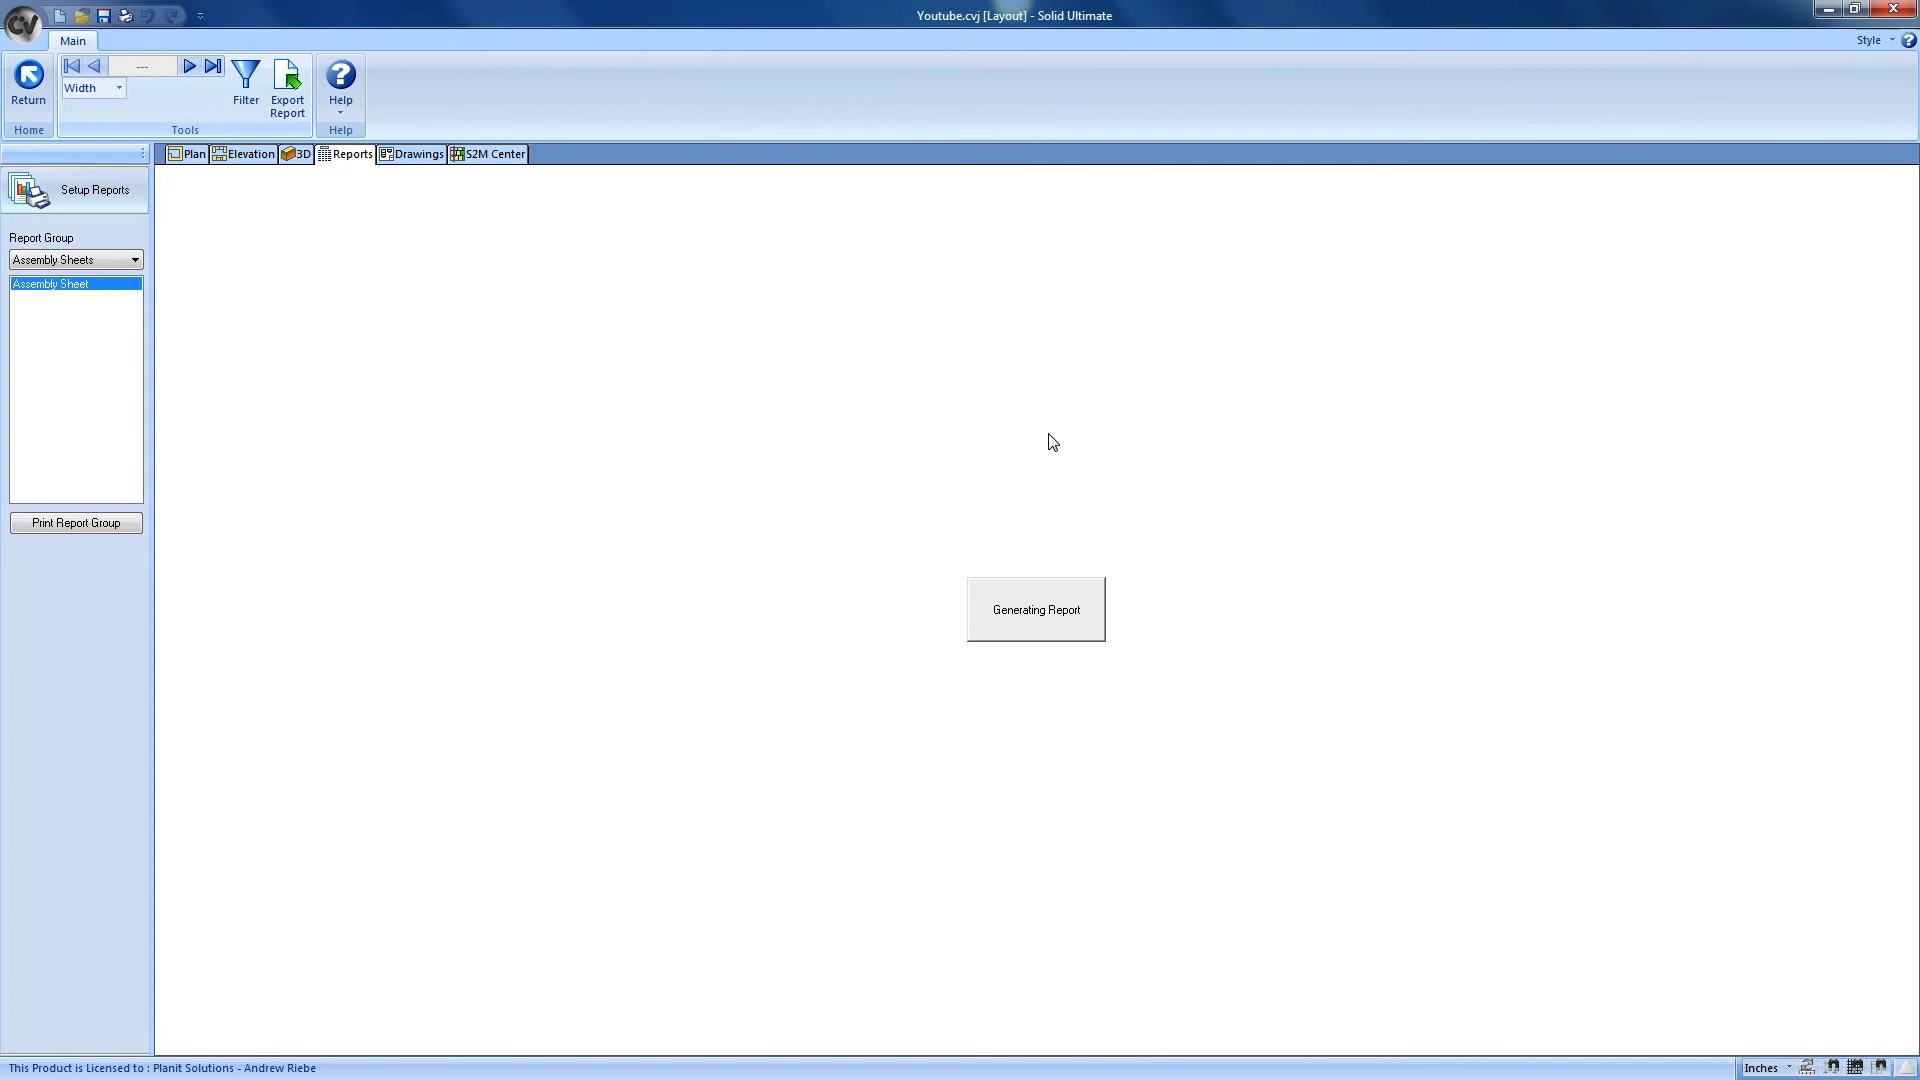 Youtube.cvj [Layout] - Solid Ultimate
CV
Main
Style
Return
---
Width
Filter
Export
Report
Help
Home
Tools
Help
Plan
Elevation
3D
Reports
Drawings
S2M Center
Setup Reports
Report Group
Assembly Sheets
Assembly Sheet
Print Report Group
Generating Report
This Product is Licensed to : Planit Solutions - Andrew Riebe
Inches